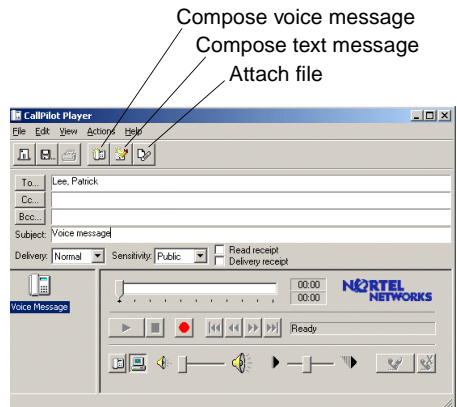 Compose voice message
Compose text message
Attach file
CallPilot Player
File Edit View Actions Help
To... Lee, Patrick
Cc...
Bcc...
Subject: Voice message
Delivery: Normal Sensitivity: Public Read receipt
Delivery receipt
Voice Message
00:00
00:00
NORTEL
NETWORKS
Ready